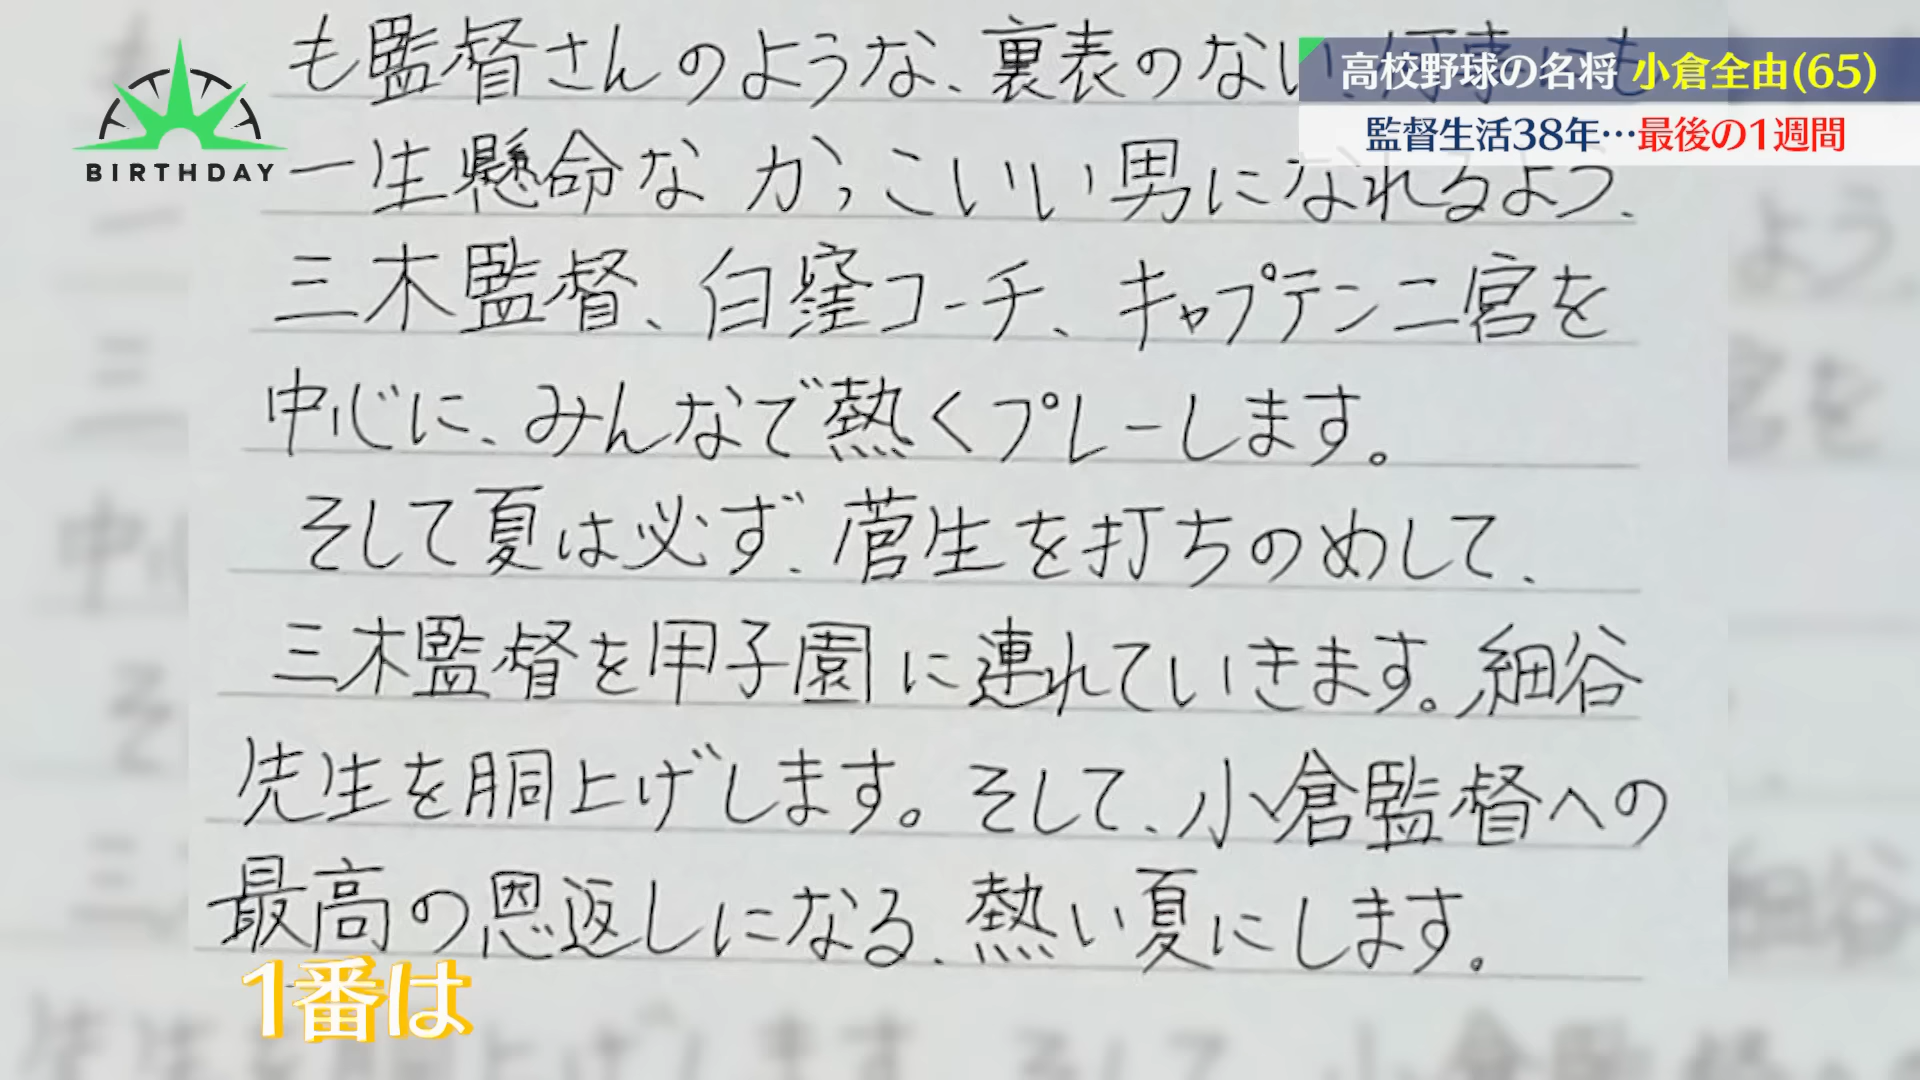 BIRTHDAY
高校野球の名将 小倉全由(65)
監督生活38年…最後の1週間
も監督さんのような、裏表のない、何事にも
一生懸命な かっこいい男になれるよう、
三木監督、白窪コーチ、キャプテン二宮を
中心に、みんなで熱くプレーします。
そして夏は必ず、菅生を打ちのめして、
三木監督を甲子園に連れていきます。細谷
先生を胴上げします。そして、小倉監督への
最高の恩返しになる、熱い夏にします。
1番は